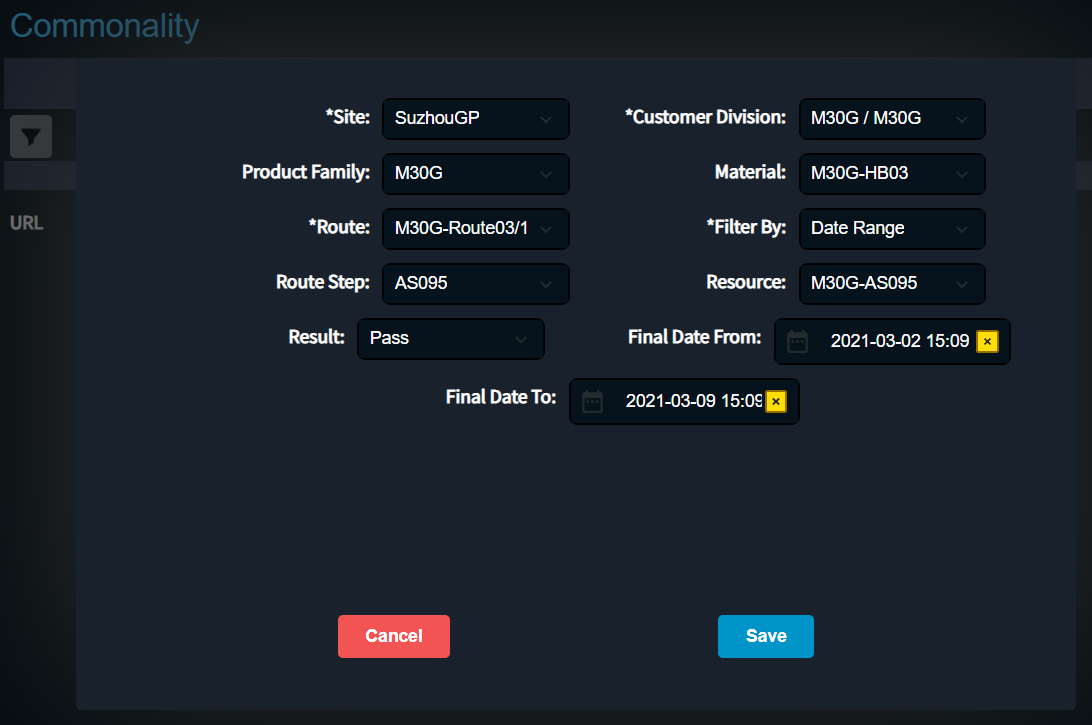 Commonality
*Site: SuzhouGP *Customer Division: M30G / M30G
Product Family: M30G Material: M30G-HB03
*Route: M30G-Route03/1 *Filter By: Date Range
Route Step: AS095 Resource: M30G-AS095
URL
Result: Pass Final Date From: 2021-03-02 15:09 ×
Final Date To: 2021-03-09 15:09 ×
Cancel Save